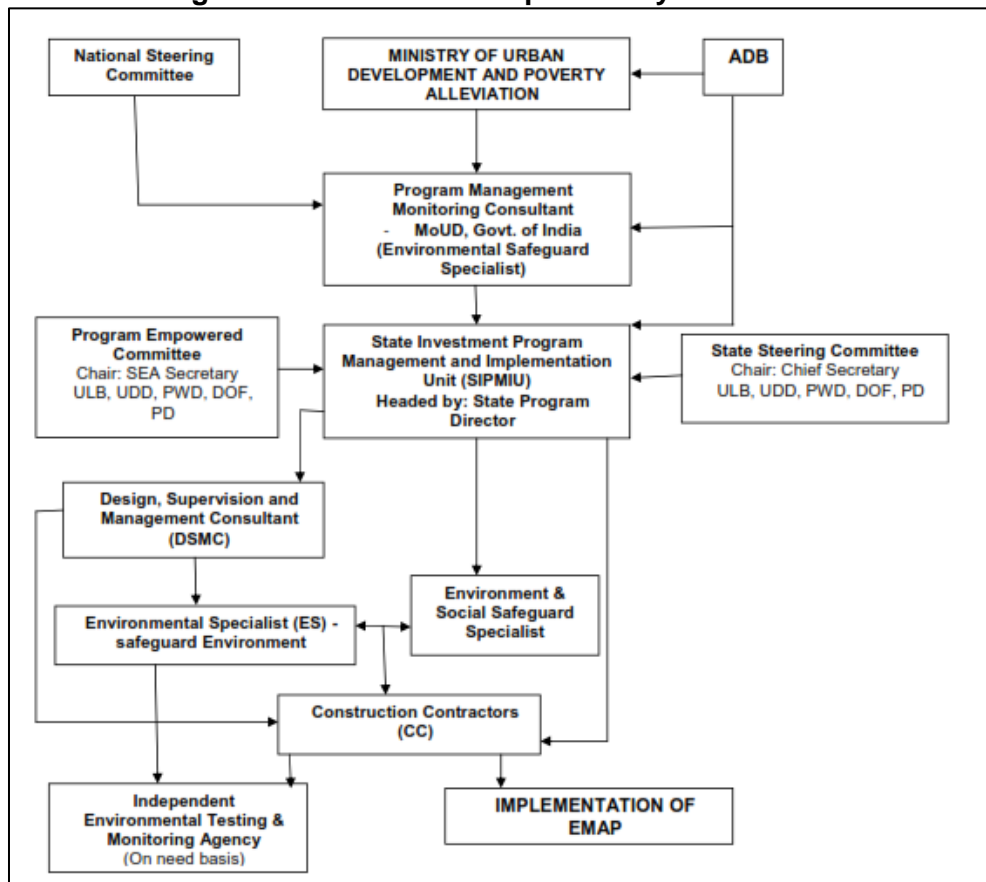 National Steering
Committee
MINISTRY OF URBAN
DEVELOPMENT AND POVERTY
ALLEVIATION
ADB
Program Management
Monitoring Consultant
- MoUD, Govt. of India
(Environmental Safeguard
Specialist)
Program Empowered
Committee
Chair: SEA Secretary
ULB, UDD, PWD, DOF,
PD
State Investment Program
Management and Implementation
Unit (SIPMIU)
Headed by: State Program
Director
State Steering Committee
Chair: Chief Secretary
ULB, UDD, PWD, DOF, PD
Design, Supervision and
Management Consultant
(DSMC)
Environment &
Social Safeguard
Specialist
Environmental Specialist (ES) -
safeguard Environment
Construction Contractors
(CC)
Independent
Environmental Testing &
Monitoring Agency
(On need basis)
IMPLEMENTATION OF
EMAP